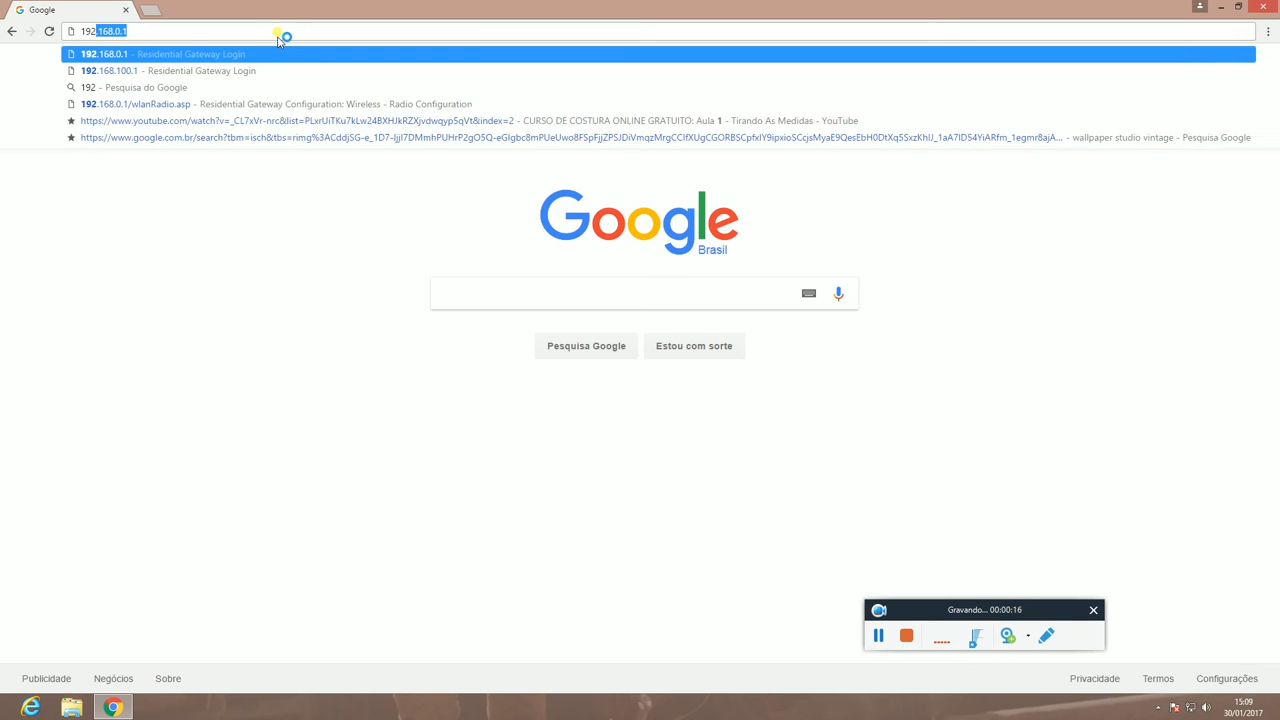 Google
192.168.0.1
192.168.0.1 - Residential Gateway Login
192.168.100.1 - Residential Gateway Login
192 - Pesquisa do Google
192.168.0.1/wlanRadio.asp - Residential Gateway Configuration: Wireless - Radio Configuration
https://www.youtube.com/watch?v=_CL7xVr-nrc&list=PLxrUiTKu7kLw24BXHJkRZXjvdwqyp5qVt&index=2 - CURSO DE COSTURA ONLINE GRATUITO: Aula 1 - Tirando As Medidas - YouTube
- wallpaper studio vintage - Pesquisa Google
Google
Brasil
Pesquisa Google Estou com sorte
Gravando... 00:00:16
Publicidade Negócios Sobre Privacidade Termos Configurações
15:09
30/01/2017